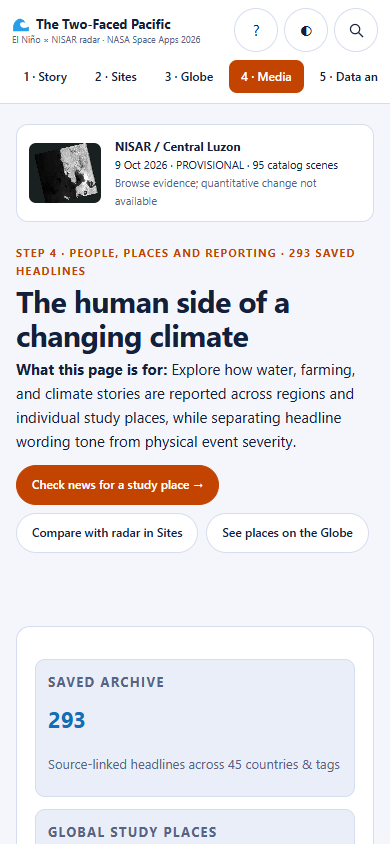 🌊 The Two-Faced Pacific
El Niño × NISAR radar · NASA Space Apps 2026
?
1 · Story 2 · Sites 3 · Globe 4 · Media 5 · Data an
NISAR / Central Luzon
9 Oct 2026 · PROVISIONAL · 95 catalog scenes
Browse evidence; quantitative change not
available
STEP 4 · PEOPLE, PLACES AND REPORTING · 293 SAVED
HEADLINES
The human side of a
changing climate
What this page is for: Explore how water, farming,
and climate stories are reported across regions and
individual study places, while separating headline
wording tone from physical event severity.
Check news for a study place →
Compare with radar in Sites
See places on the Globe
SAVED ARCHIVE
293
Source-linked headlines across 45 countries & tags
GLOBAL STUDY PLACES